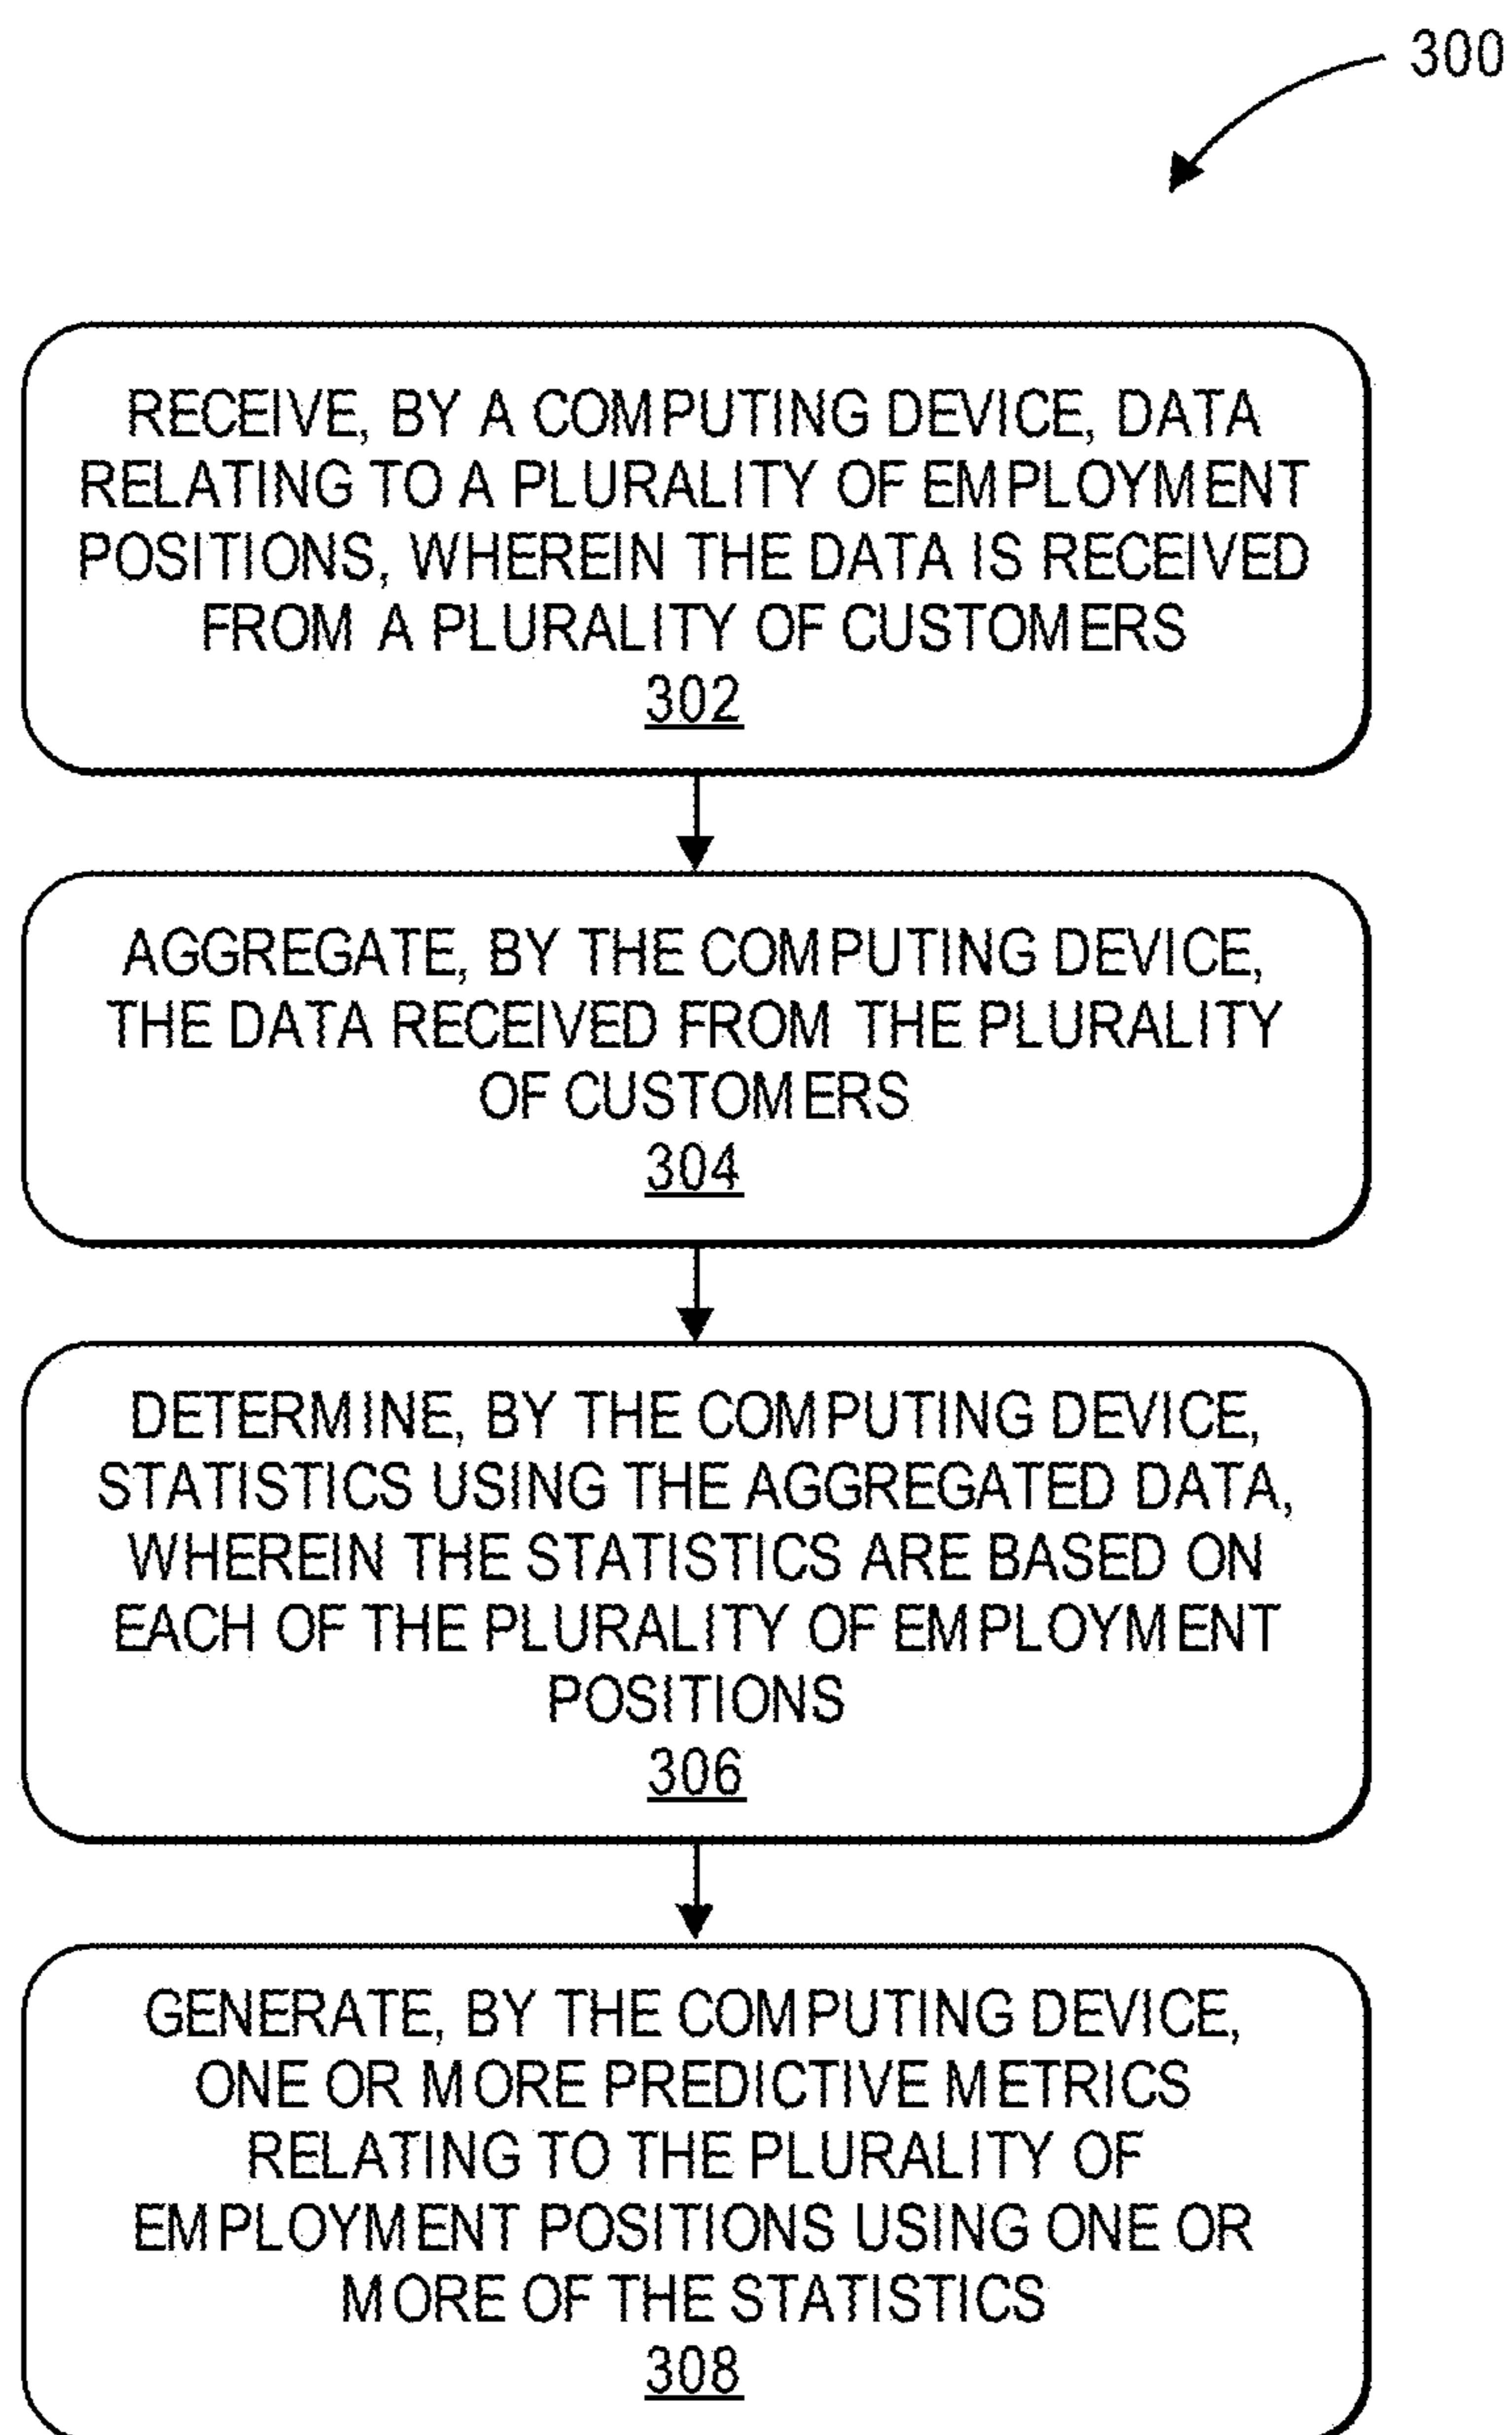 300
RECEIVE, BY A COMPUTING DEVICE, DATA
RELATING TO A PLURALITY OF EMPLOYMENT
POSITIONS, WHEREIN THE DATA IS RECEIVED
FROM A PLURALITY OF CUSTOMERS
302
AGGREGATE, BY THE COMPUTING DEVICE,
THE DATA RECEIVED FROM THE PLURALITY
OF CUSTOMERS
304
DETERMINE, BY THE COMPUTING DEVICE,
STATISTICS USING THE AGGREGATED DATA,
WHEREIN THE STATISTICS ARE BASED ON
EACH OF THE PLURALITY OF EMPLOYMENT
POSITIONS
306
GENERATE, BY THE COMPUTING DEVICE,
ONE OR MORE PREDICTIVE METRICS
RELATING TO THE PLURALITY OF
EMPLOYMENT POSITIONS USING ONE OR
MORE OF THE STATISTICS
308